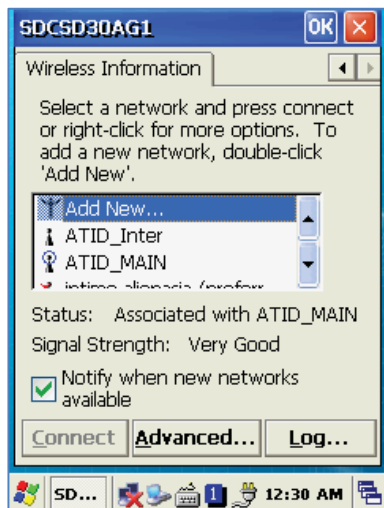 SDCSD30AG1
OK
Wireless Information
Select a network and press connect
or right-click for more options. To
add a new network, double-click
'Add New'.
Add New...
ATID_Inter
ATID_MAIN
Status: Associated with ATID_MAIN
Signal Strength: Very Good
Notify when new networks
available
Connect
Advanced...
Log...
SD...
1
12:30 AM